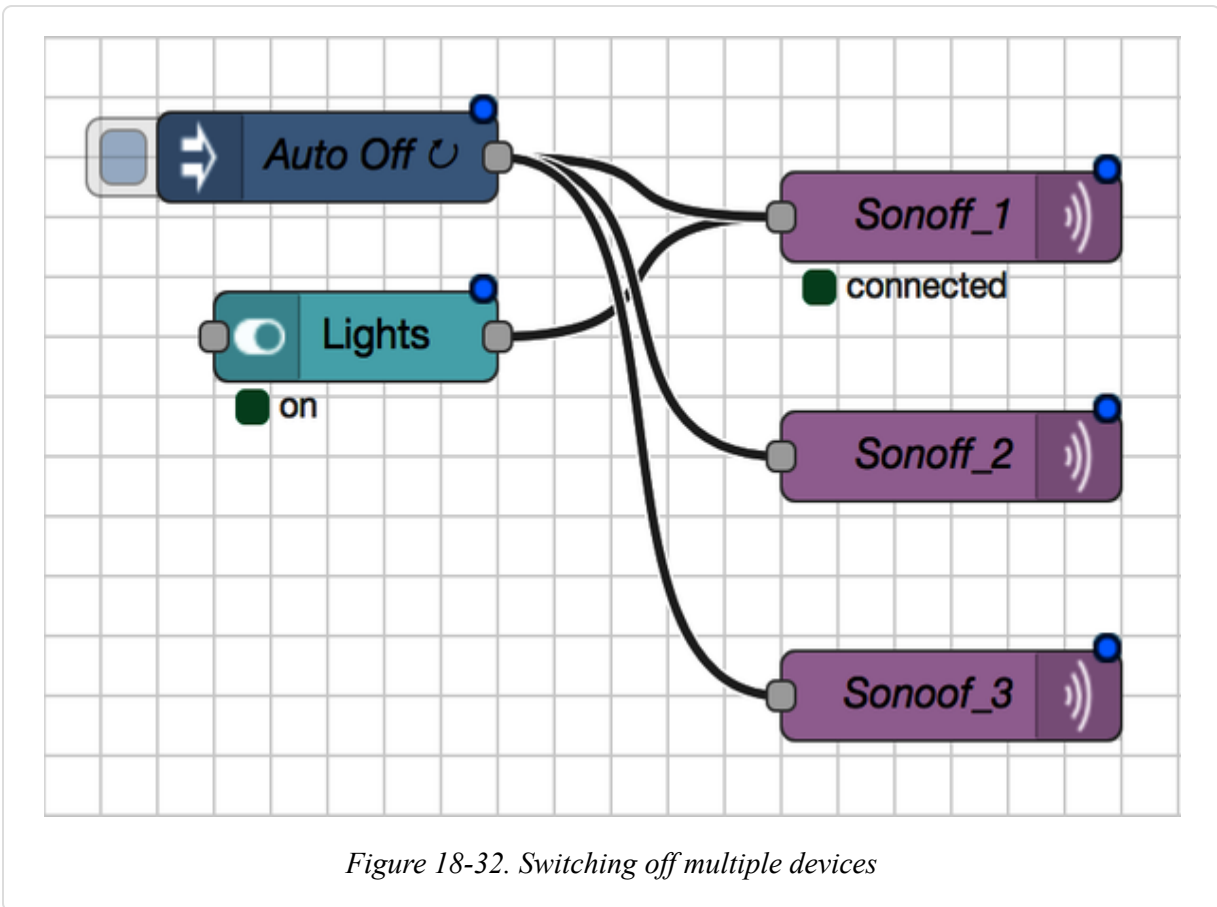 Auto Off ↻
Sonoff_1
connected
Lights
on
Sonoff_2
Sonoof_3
Figure 18-32. Switching off multiple devices